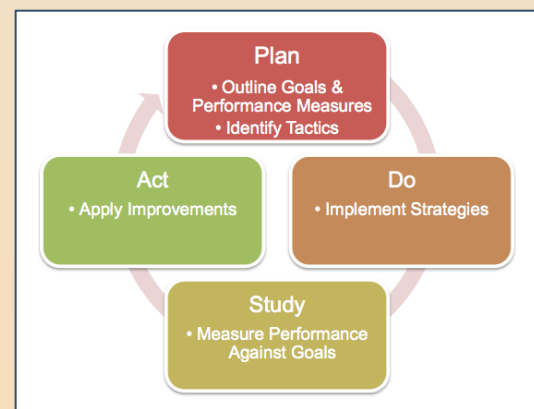 Plan
• Outline Goals &
Performance Measures
• Identify Tactics
Act
• Apply Improvements
Do
• Implement Strategies
Study
• Measure Performance
Against Goals